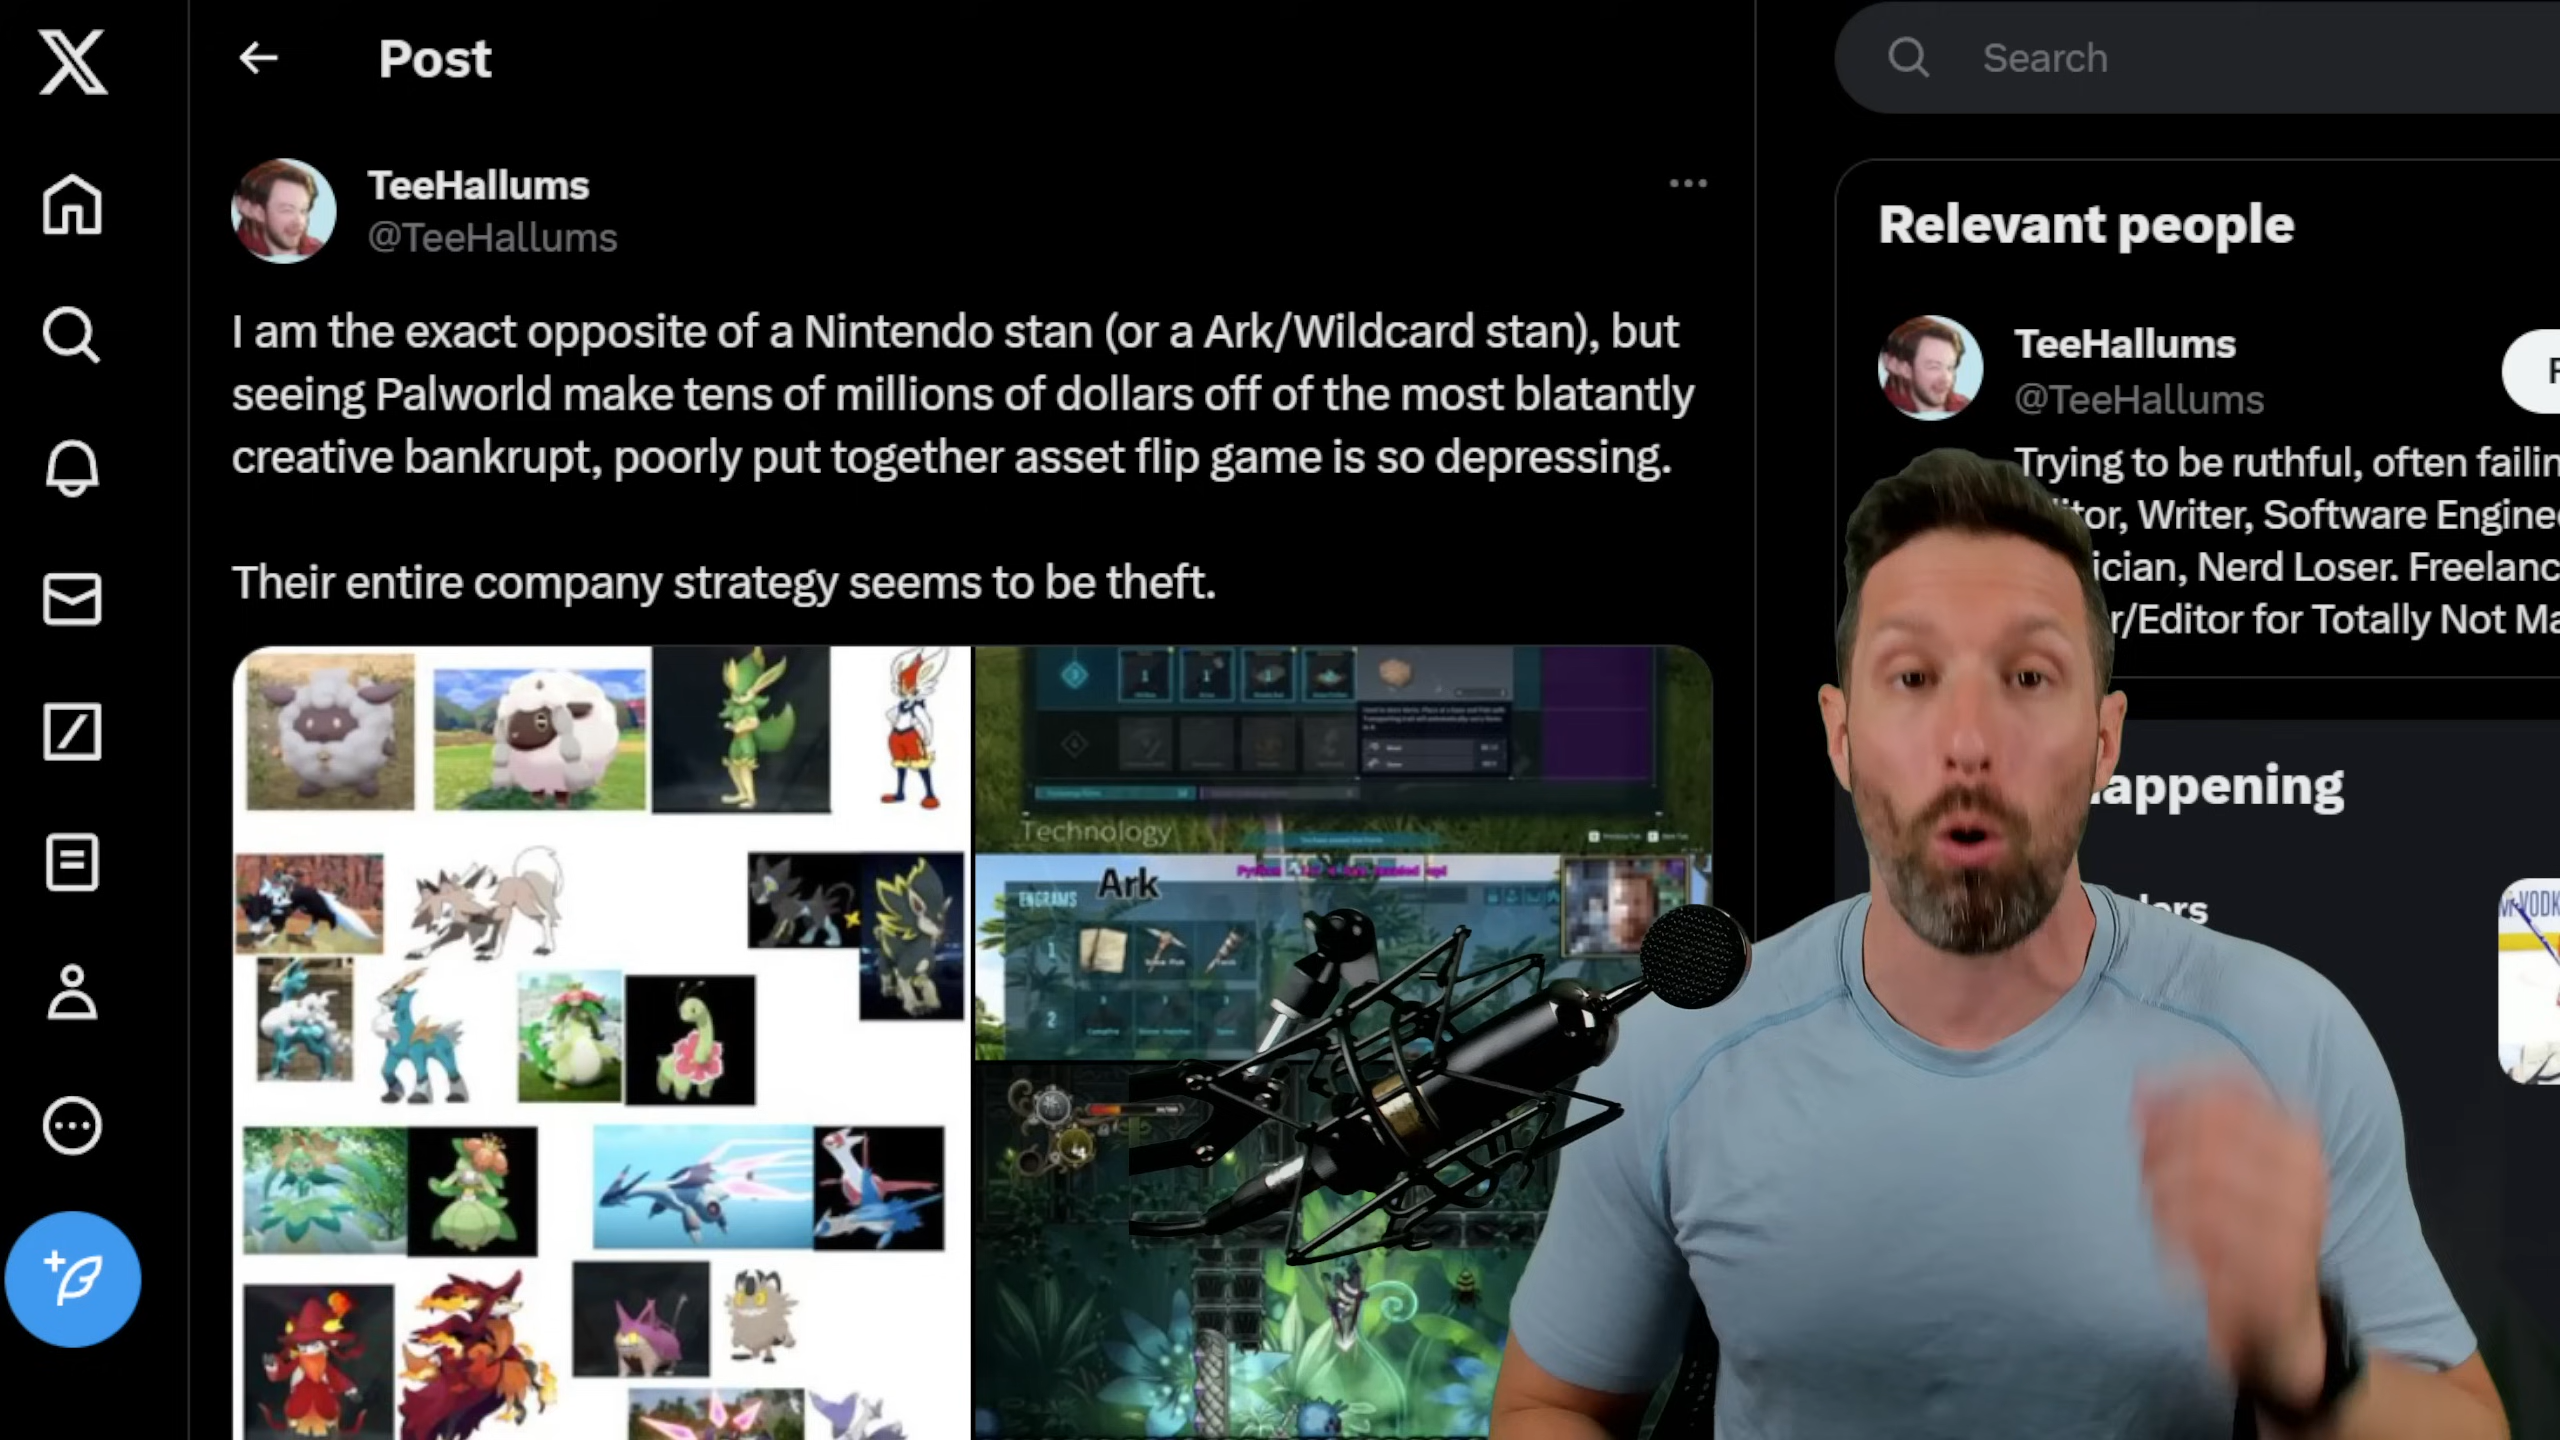 Post
Search
TeeHallums
@TeeHallums
I am the exact opposite of a Nintendo stan (or a Ark/Wildcard stan), but
seeing Palworld make tens of millions of dollars off of the most blatantly
creative bankrupt, poorly put together asset flip game is so depressing.
Their entire company strategy seems to be theft.
Technology
Ark
ENGRAMS
1
2
Relevant people
TeeHallums
@TeeHallums
Trying to be ruthful, often failin
Writer, Software Enginee
Nerd Loser. Freelanc
r/Editor for Totally Not Ma
appening